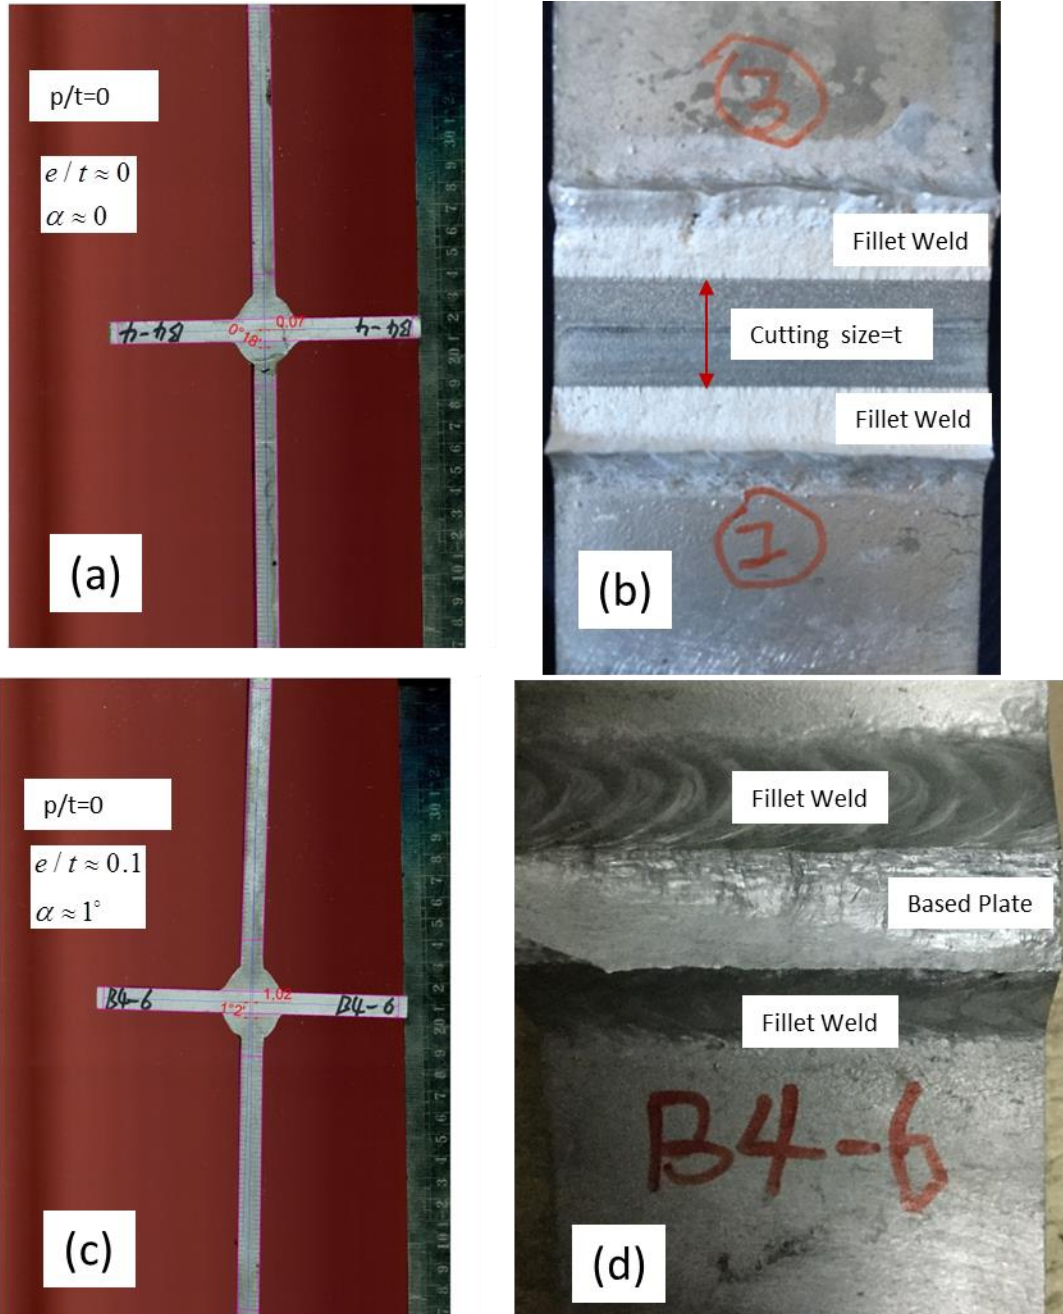 p/t=0
e / t ≈ 0
α ≈ 0
0.07
0°18'
B4-4
B4-4
(a)
3
Fillet Weld
Cutting size=t
Fillet Weld
1
(b)
p/t=0
e / t ≈ 0.1
α ≈ 1°
B4-6
1.02
1°2'
B4-6
(c)
Fillet Weld
Based Plate
Fillet Weld
B4-6
(d)